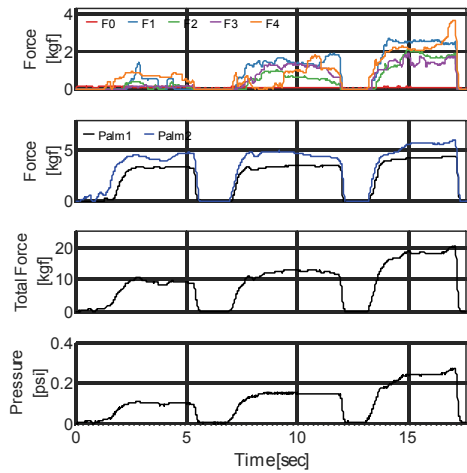 4
2
0
Force
[kgf]
F0 F1 F2 F3 F4
5
0
Force
[kgf]
Palm1 Palm2
20
10
0
Total Force
[kgf]
0.4
0.2
0
Pressure
[psi]
0 5 10 15
Time[sec]